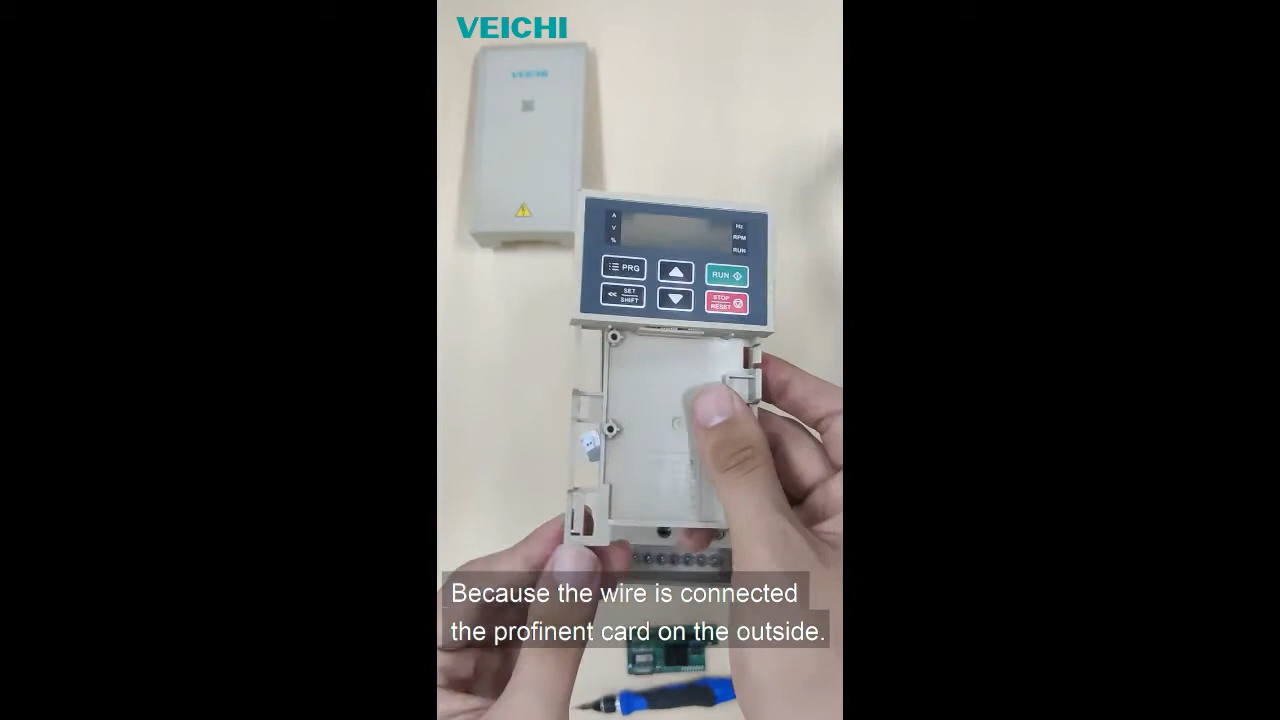 VEICHI
VEICHI
A
V
%
Hz
RPM
RUN
PRG
RUN
<< SET
SHIFT
STOP
RESET
Because the wire is connected
the profinent card on the outside.